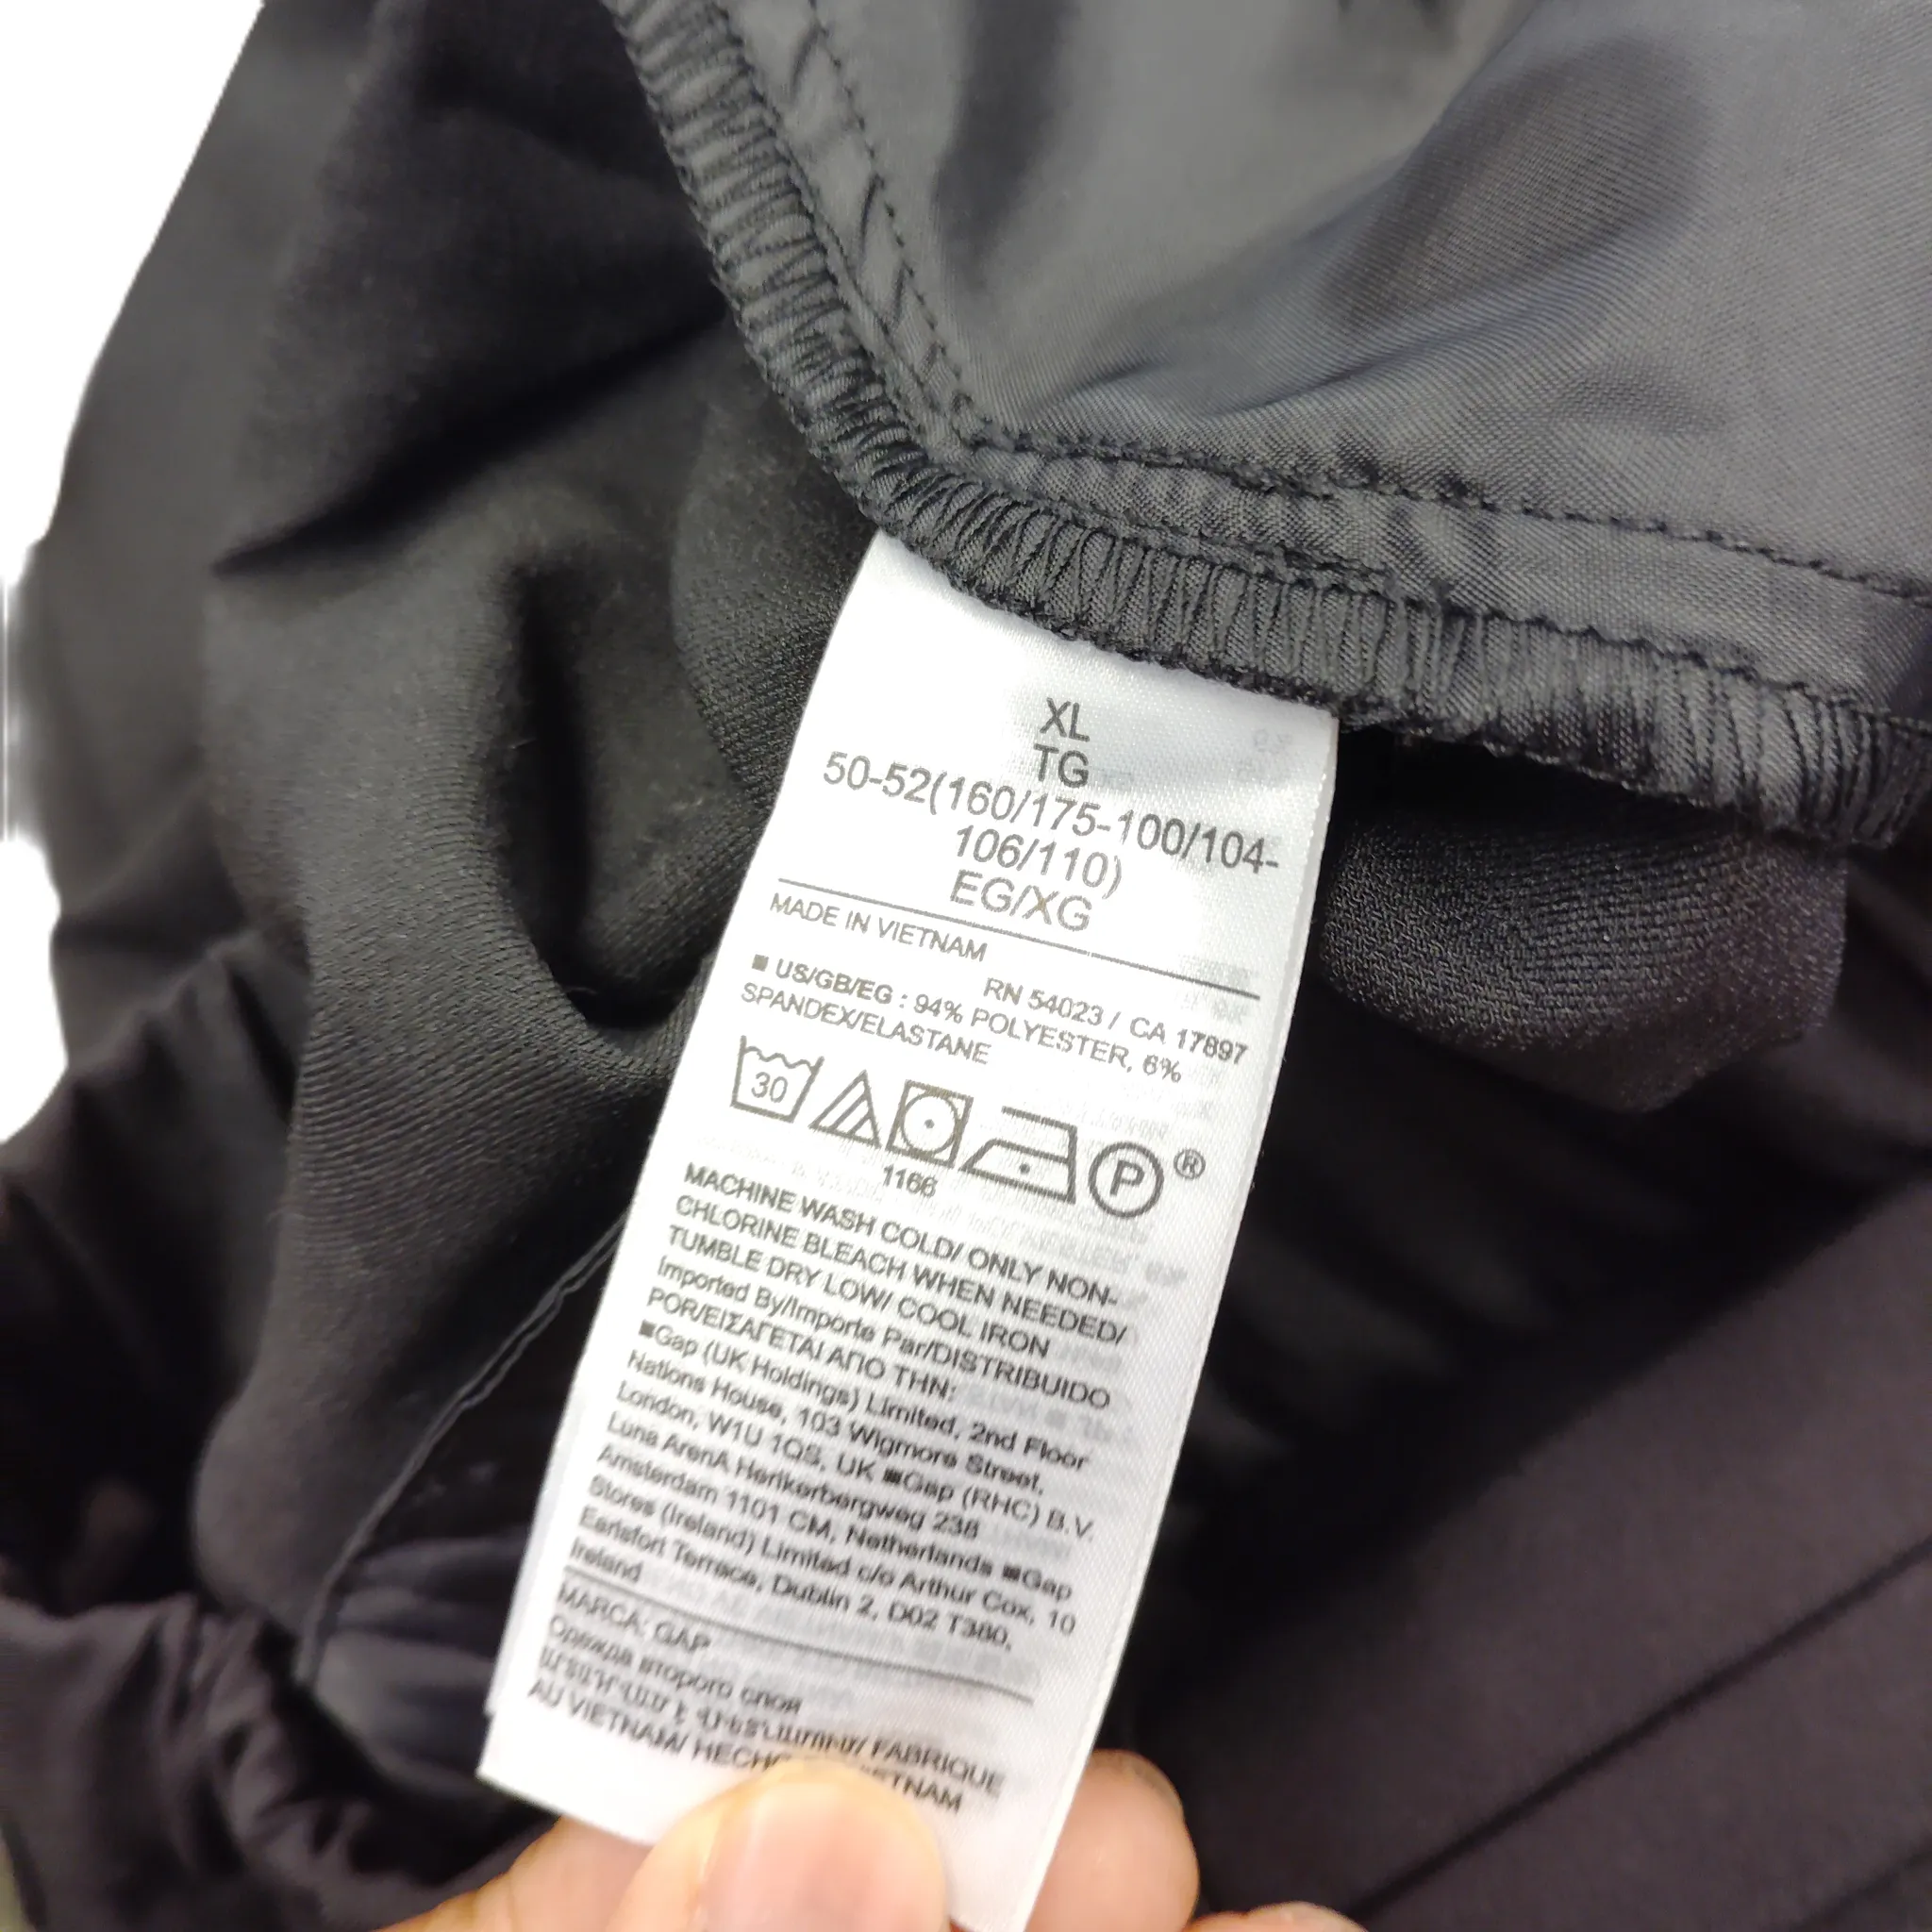 XL
TG
50-52(160/175-100/104-
106/110)
EG/XG
MADE IN VIETNAM
RN 54023 / CA 17897
■ US/GB/EG : 94% POLYESTER, 6%
SPANDEX/ELASTANE
30
P ®
1166
MACHINE WASH COLD/ ONLY NON-
CHLORINE BLEACH WHEN NEEDED/
TUMBLE DRY LOW/ COOL IRON
Imported By/Importe Par/DISTRIBUIDO
POR/ΕΙΣΑΓΕΤΑΙ ΑΠΟ ΤΗΝ:
■Gap (UK Holdings) Limited, 2nd Floor
Nations House, 103 Wigmore Street,
London, W1U 1QS, UK ■Gap (RHC) B.V.
Luna ArenA Herikerbergweg 238
Amsterdam 1101 CM, Netherlands ■Gap
Stores (Ireland) Limited c/o Arthur Cox, 10
Earlsfort Terrace, Dublin 2, D02 T380,
Ireland
MARCA: GAP
Одежда второго слоя
FABRIQUE
AU VIETNAM/